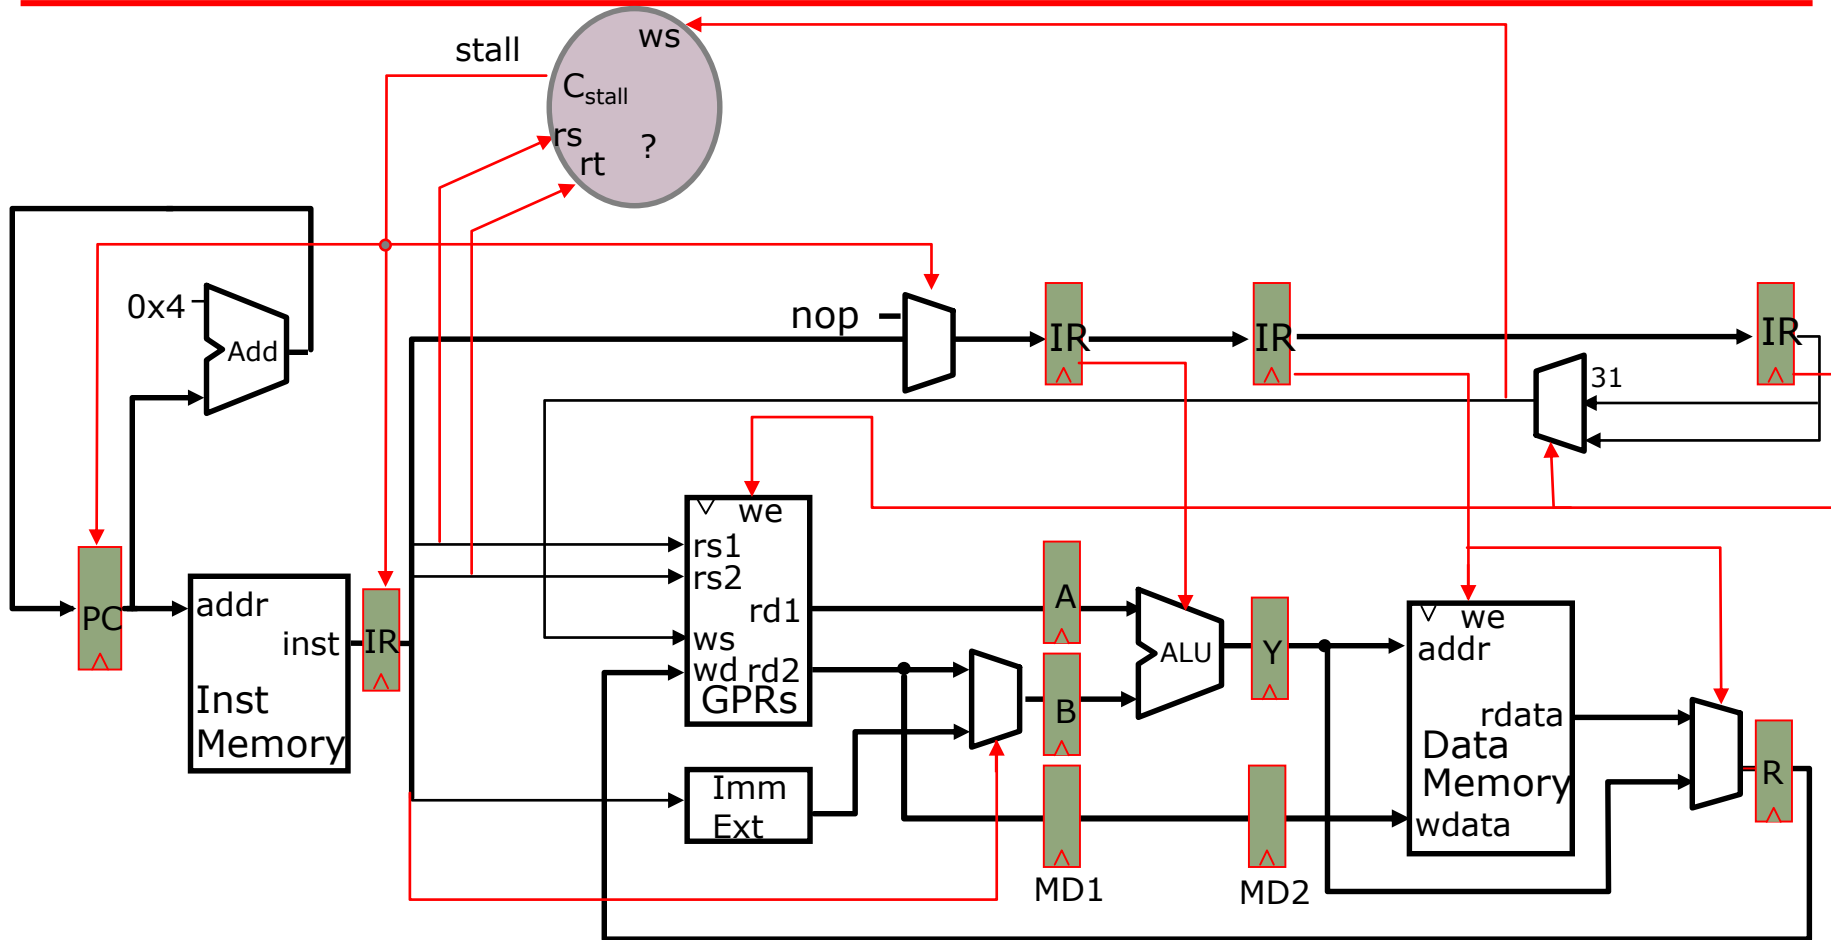 ws
stall
C_stall
rs
?
rt
0x4
nop
Add
IR
IR
IR
31
we
rs1
rs2
rd1
ws
wd rd2
GPRs
PC
addr
inst
Inst
Memory
IR
A
B
ALU
Y
we
addr
rdata
Data
Memory
wdata
R
Imm
Ext
MD1
MD2